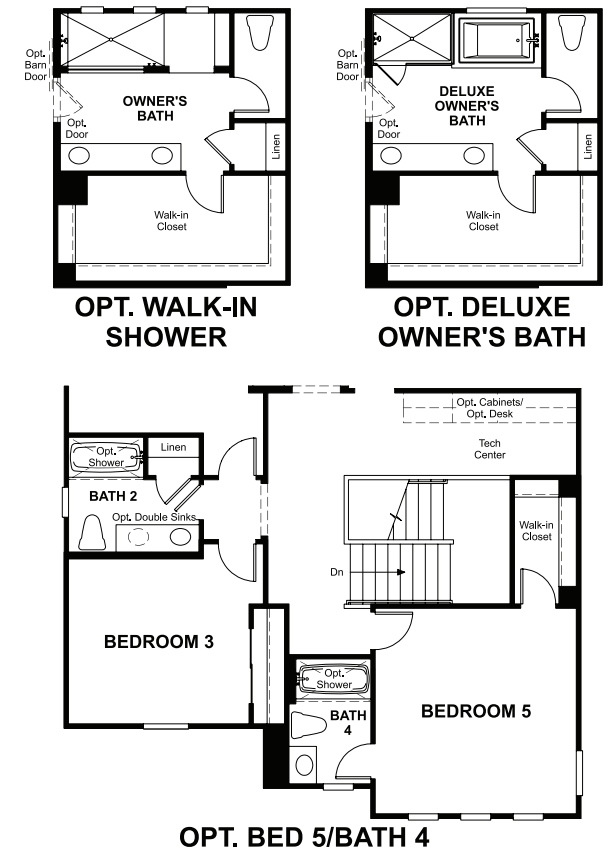 Opt.
Barn
Door
OWNER'S
BATH
Opt.
Door
Linen
Walk-in
Closet
OPT. WALK-IN
SHOWER
Opt.
Barn
Door
DELUXE
OWNER'S
BATH
Opt.
Door
Linen
Walk-in
Closet
OPT. DELUXE
OWNER'S BATH
Opt. Cabinets/
Opt. Desk
Tech
Center
Opt.
Shower
Linen
BATH 2
Opt. Double Sinks
Walk-in
Closet
Dn
BEDROOM 3
Opt.
Shower
BATH
4
BEDROOM 5
OPT. BED 5/BATH 4